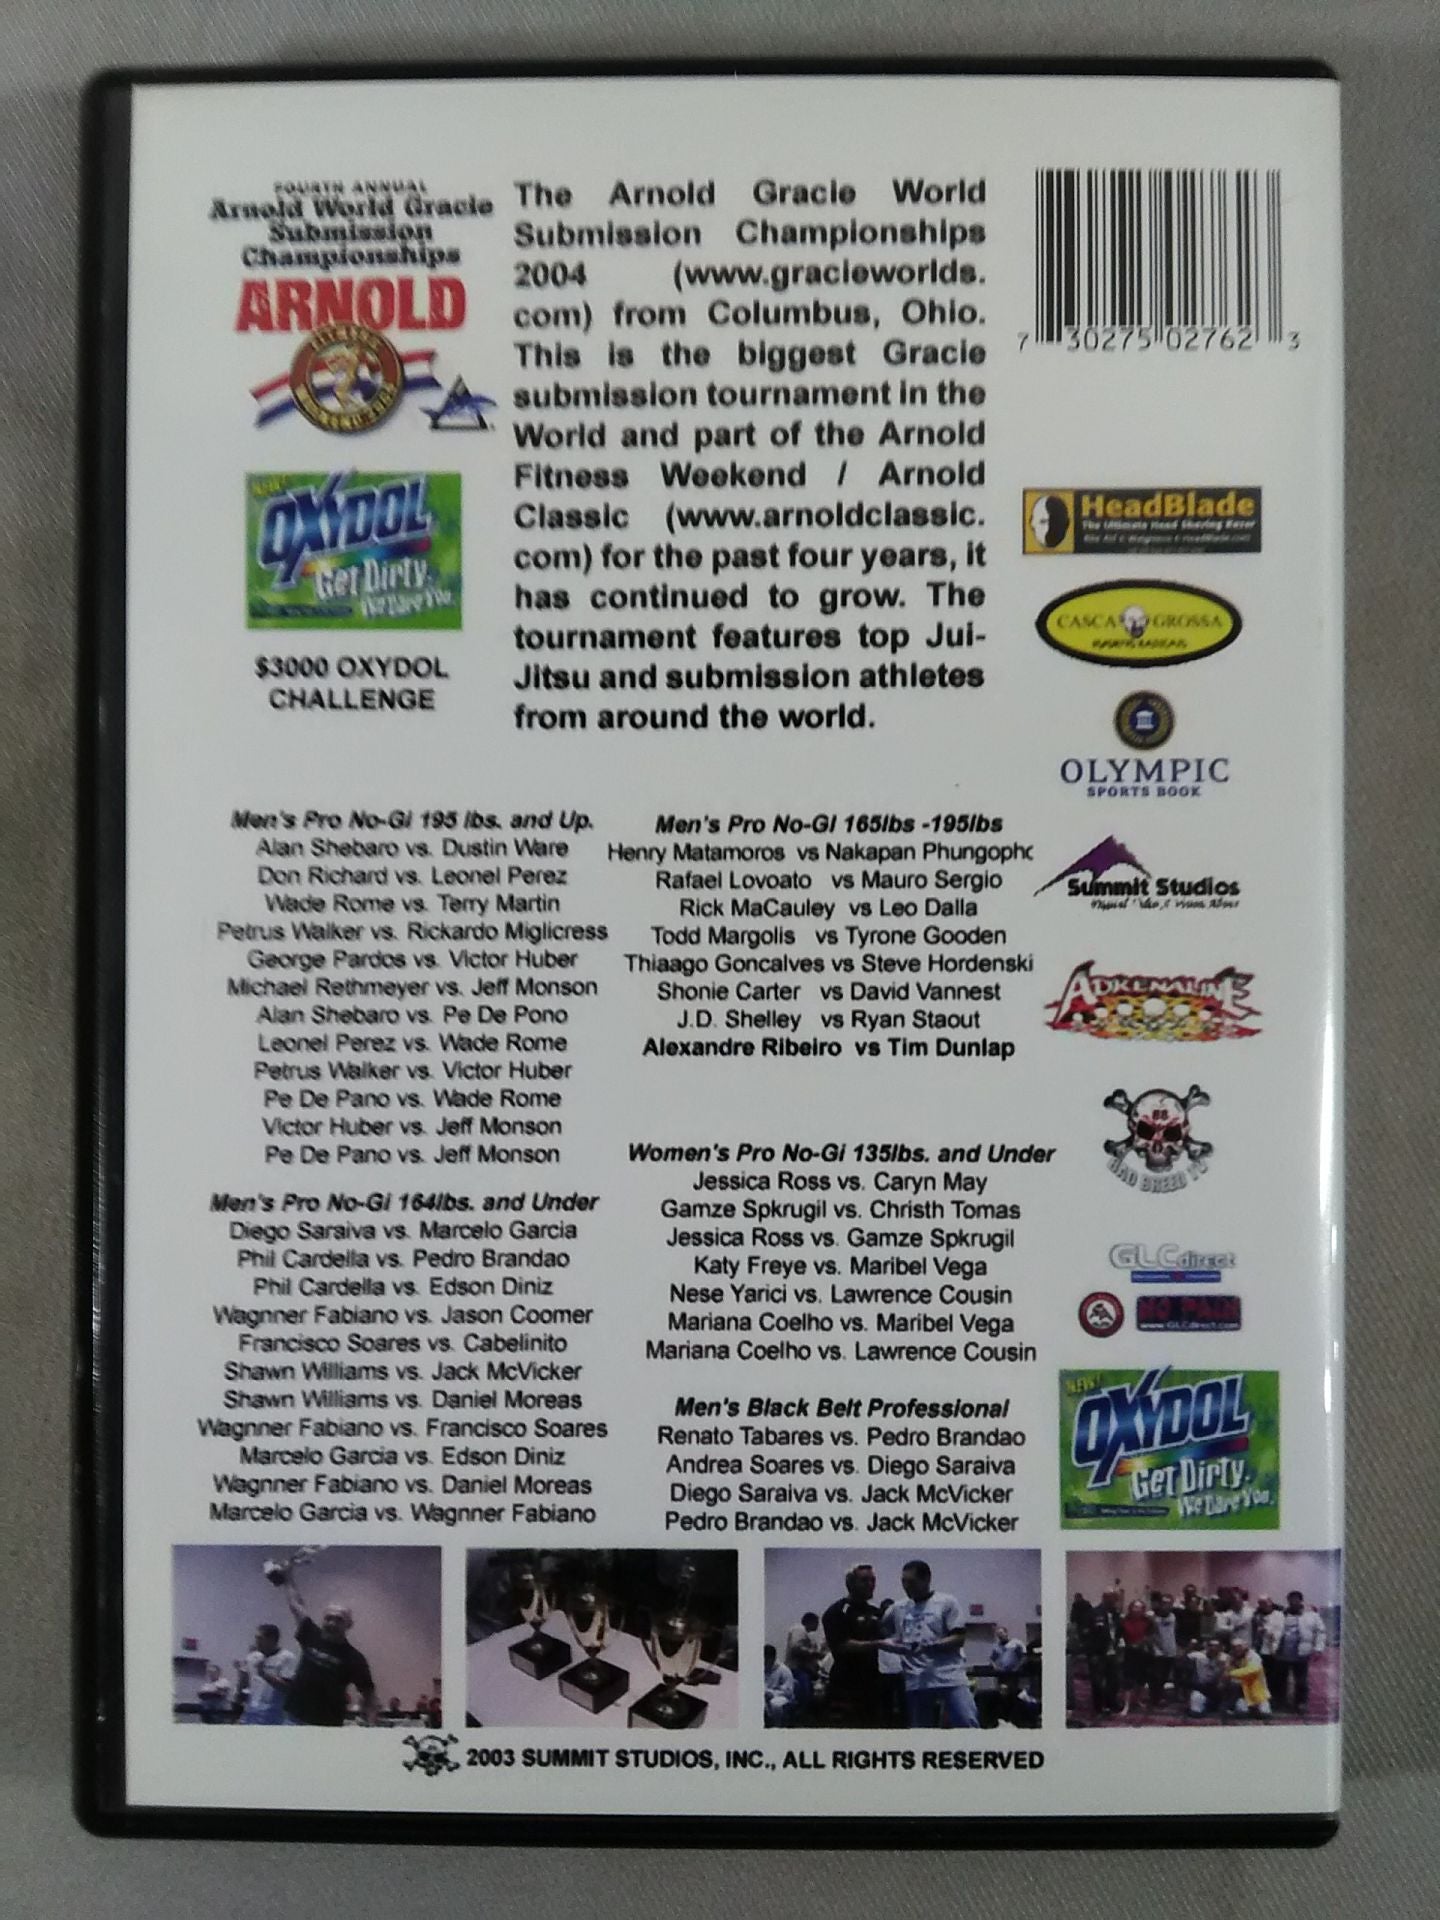 FOURTH ANNUAL
Arnold World Gracie
Submission
Championships
ARNOLD
NEW!
OXYDOL
Get Dirty.
We Dare You.
$3000 OXYDOL
CHALLENGE
The Arnold Gracie World
Submission Championships
2004 (www.gracieworlds.
com) from Columbus, Ohio.
This is the biggest Gracie
submission tournament in the
World and part of the Arnold
Fitness Weekend / Arnold
Classic (www.arnoldclassic.
com) for the past four years, it
has continued to grow. The
tournament features top Jui-
Jitsu and submission athletes
from around the world.
7 30275 02762 3
HeadBlade
The Ultimate Head Shaving Razor
CASCA GROSSA
OLYMPIC
SPORTS BOOK
Summit Studios
ADRENALINE
BAD BREED TV
GLCdirect
NO PAIN
www.GLCdirect.com
NEW!
OXYDOL
Get Dirty.
We Dare You.
Men's Pro No-Gi 195 lbs. and Up.
Alan Shebaro vs. Dustin Ware
Don Richard vs. Leonel Perez
Wade Rome vs. Terry Martin
Petrus Walker vs. Rickardo Miglicress
George Pardos vs. Victor Huber
Michael Rethmeyer vs. Jeff Monson
Alan Shebaro vs. Pe De Pono
Leonel Perez vs. Wade Rome
Petrus Walker vs. Victor Huber
Pe De Pano vs. Wade Rome
Victor Huber vs. Jeff Monson
Pe De Pano vs. Jeff Monson
Men's Pro No-Gi 164lbs. and Under
Diego Saraiva vs. Marcelo Garcia
Phil Cardella vs. Pedro Brandao
Phil Cardella vs. Edson Diniz
Wagnner Fabiano vs. Jason Coomer
Francisco Soares vs. Cabelinito
Shawn Williams vs. Jack McVicker
Shawn Williams vs. Daniel Moreas
Wagnner Fabiano vs. Francisco Soares
Marcelo Garcia vs. Edson Diniz
Wagnner Fabiano vs. Daniel Moreas
Marcelo Garcia vs. Wagnner Fabiano
Men's Pro No-Gi 165lbs -195lbs
Henry Matamoros vs Nakapan Phungopho
Rafael Lovoato vs Mauro Sergio
Rick MaCauley vs Leo Dalla
Todd Margolis vs Tyrone Gooden
Thiaago Goncalves vs Steve Hordenski
Shonie Carter vs David Vannest
J.D. Shelley vs Ryan Staout
Alexandre Ribeiro vs Tim Dunlap
Women's Pro No-Gi 135lbs. and Under
Jessica Ross vs. Caryn May
Gamze Spkrugil vs. Christh Tomas
Jessica Ross vs. Gamze Spkrugil
Katy Freye vs. Maribel Vega
Nese Yarici vs. Lawrence Cousin
Mariana Coelho vs. Maribel Vega
Mariana Coelho vs. Lawrence Cousin
Men's Black Belt Professional
Renato Tabares vs. Pedro Brandao
Andrea Soares vs. Diego Saraiva
Diego Saraiva vs. Jack McVicker
Pedro Brandao vs. Jack McVicker
2003 SUMMIT STUDIOS, INC., ALL RIGHTS RESERVED